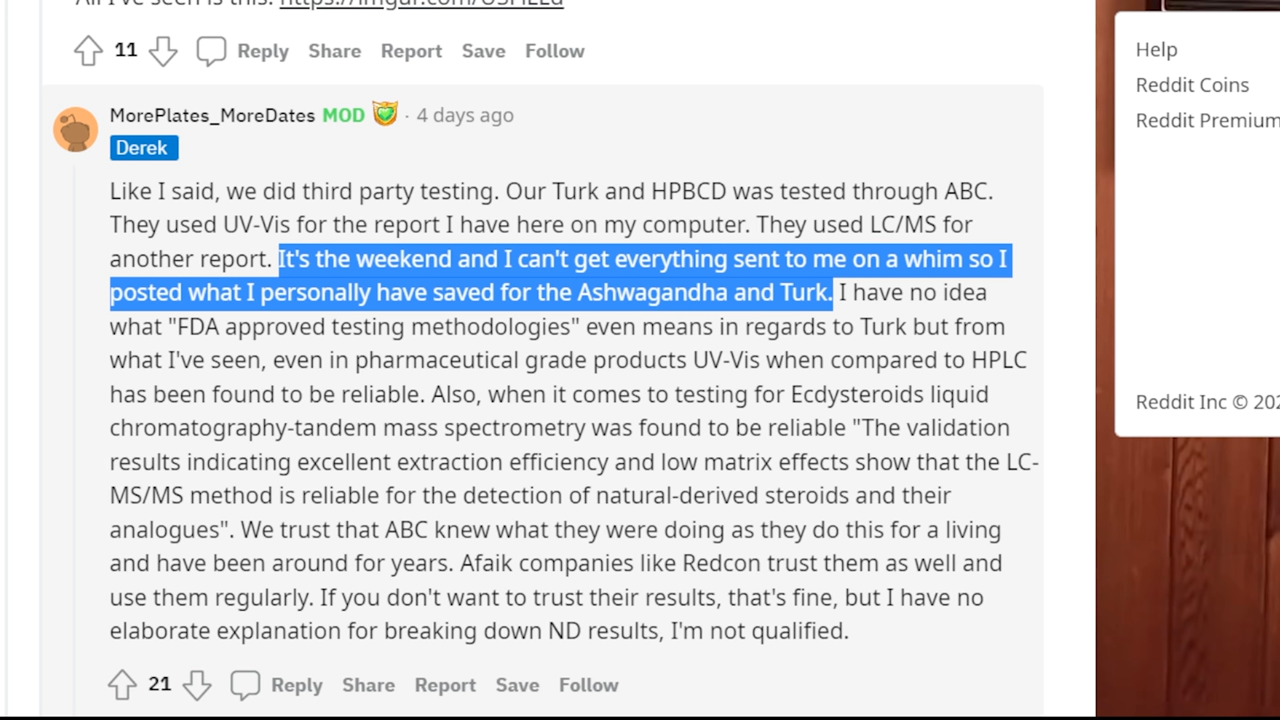 All I've seen is this:
11 Reply Share Report Save Follow
MorePlates_MoreDates MOD · 4 days ago
Derek
Like I said, we did third party testing. Our Turk and HPBCD was tested through ABC.
They used UV-Vis for the report I have here on my computer. They used LC/MS for
another report. It's the weekend and I can't get everything sent to me on a whim so I
posted what I personally have saved for the Ashwagandha and Turk. I have no idea
what "FDA approved testing methodologies" even means in regards to Turk but from
what I've seen, even in pharmaceutical grade products UV-Vis when compared to HPLC
has been found to be reliable. Also, when it comes to testing for Ecdysteroids liquid
chromatography-tandem mass spectrometry was found to be reliable "The validation
results indicating excellent extraction efficiency and low matrix effects show that the LC-
MS/MS method is reliable for the detection of natural-derived steroids and their
analogues". We trust that ABC knew what they were doing as they do this for a living
and have been around for years. Afaik companies like Redcon trust them as well and
use them regularly. If you don't want to trust their results, that's fine, but I have no
elaborate explanation for breaking down ND results, I'm not qualified.
21 Reply Share Report Save Follow
Help
Reddit Coins
Reddit Premium
Reddit Inc © 202